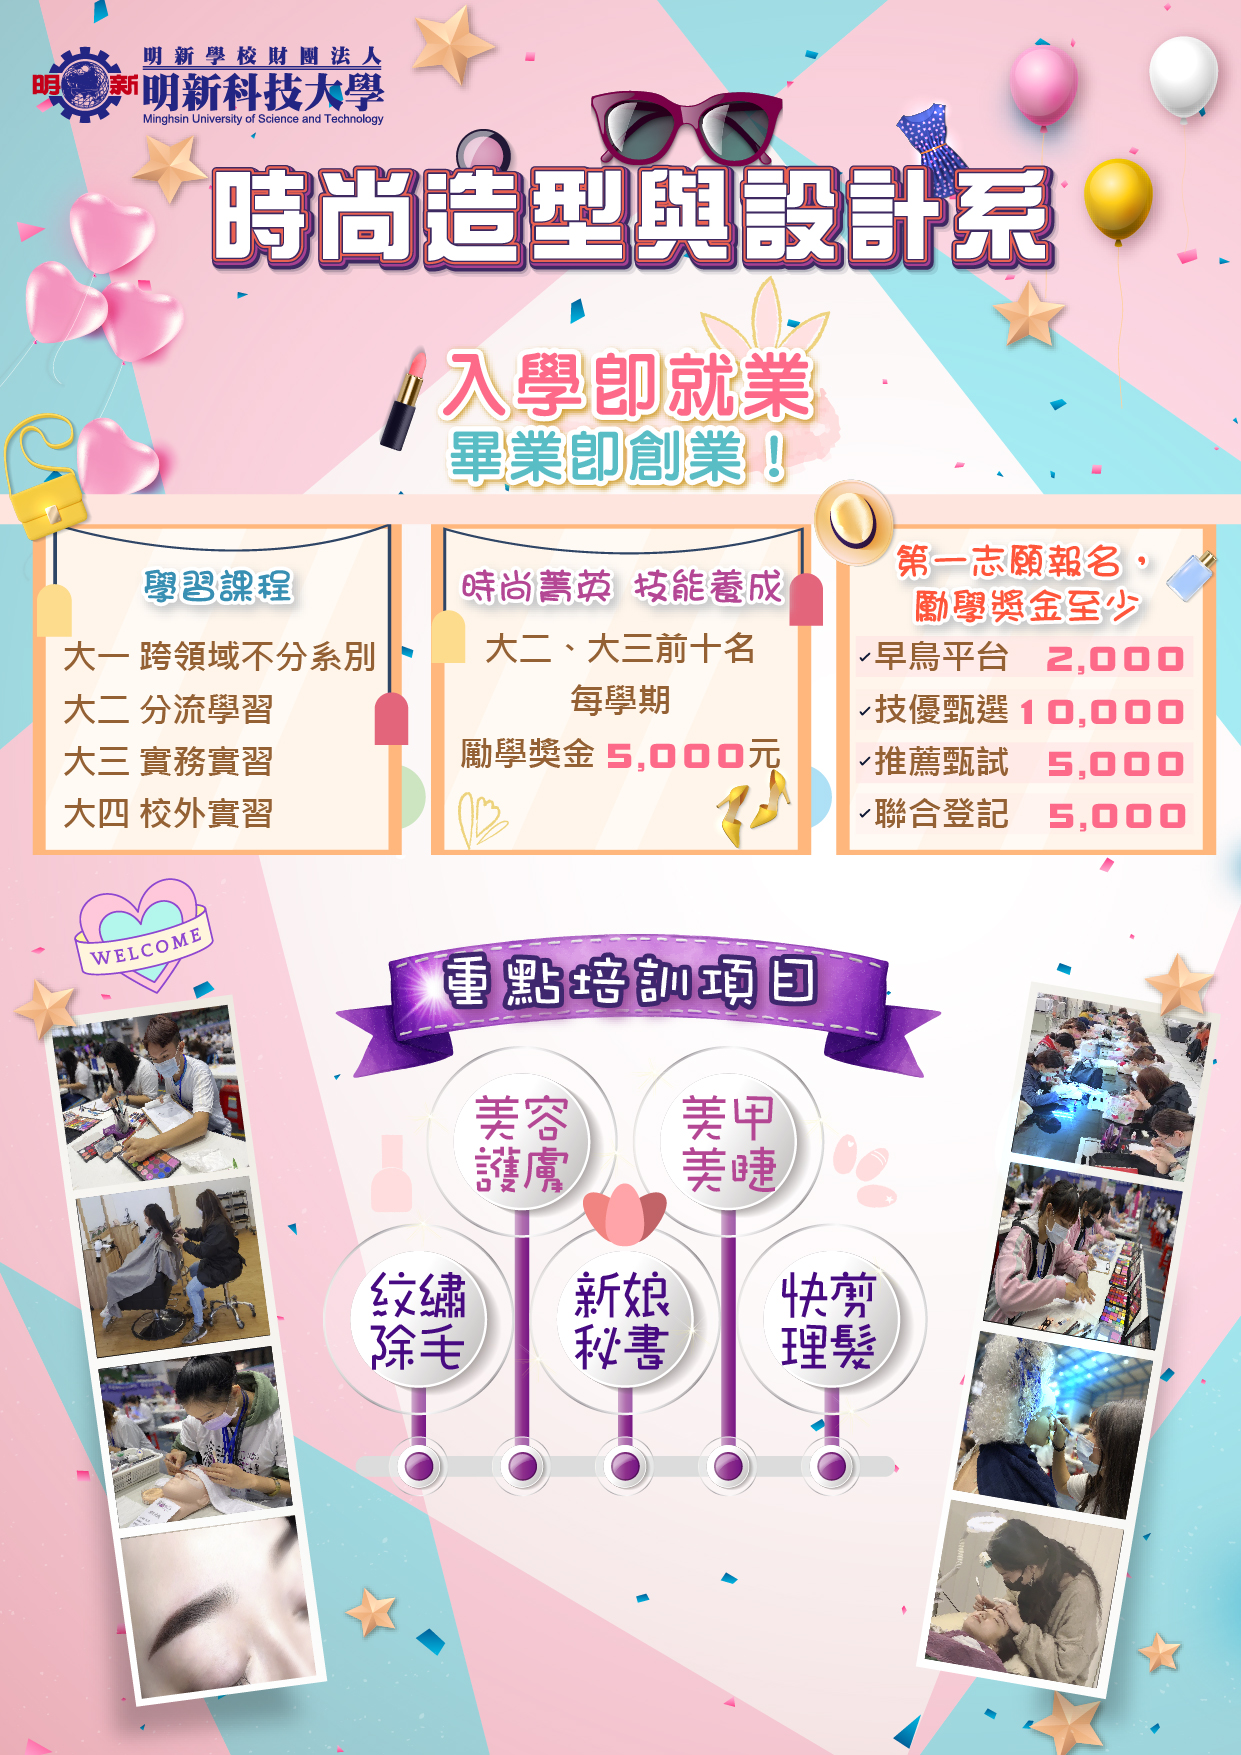 明新學校財團法人
明 新
明新科技大學
Minghsin University of Science and Technology
時尚造型與設計系
入學即就業
畢業即創業！
學習課程
大一 跨領域不分系別
大二 分流學習
大三 實務實習
大四 校外實習
時尚菁英 技能養成
大二、大三前十名
每學期
勵學獎金 5,000元
第一志願報名，
勵學獎金至少
早鳥平台 2,000
技優甄選 10,000
推薦甄試 5,000
聯合登記 5,000
WELCOME
重點培訓項目
美容
護膚
美甲
美睫
紋繡
除毛
新娘
秘書
快剪
理髮